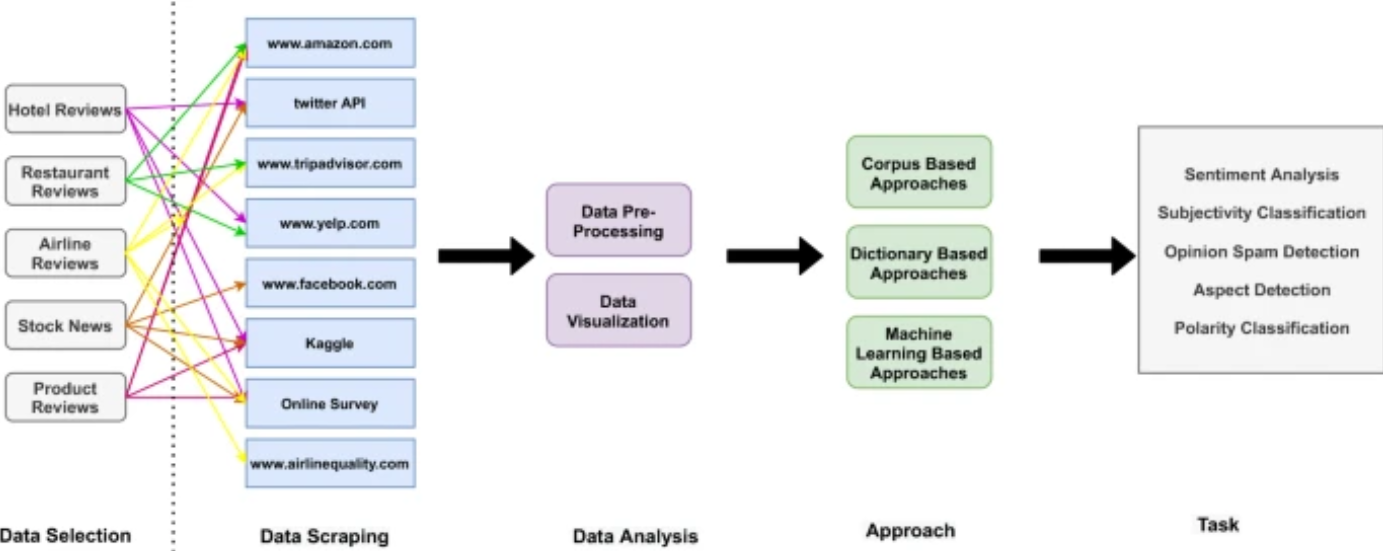 Hotel Reviews
Restaurant
Reviews
Airline
Reviews
Stock News
Product
Reviews
Data Selection
www.amazon.com
twitter API
www.tripadvisor.com
www.yelp.com
www.facebook.com
Kaggle
Online Survey
www.airlinequality.com
Data Scraping
Data Pre-
Processing
Data
Visualization
Data Analysis
Corpus Based
Approaches
Dictionary Based
Approaches
Machine
Learning Based
Approaches
Approach
Sentiment Analysis
Subjectivity Classification
Opinion Spam Detection
Aspect Detection
Polarity Classification
Task